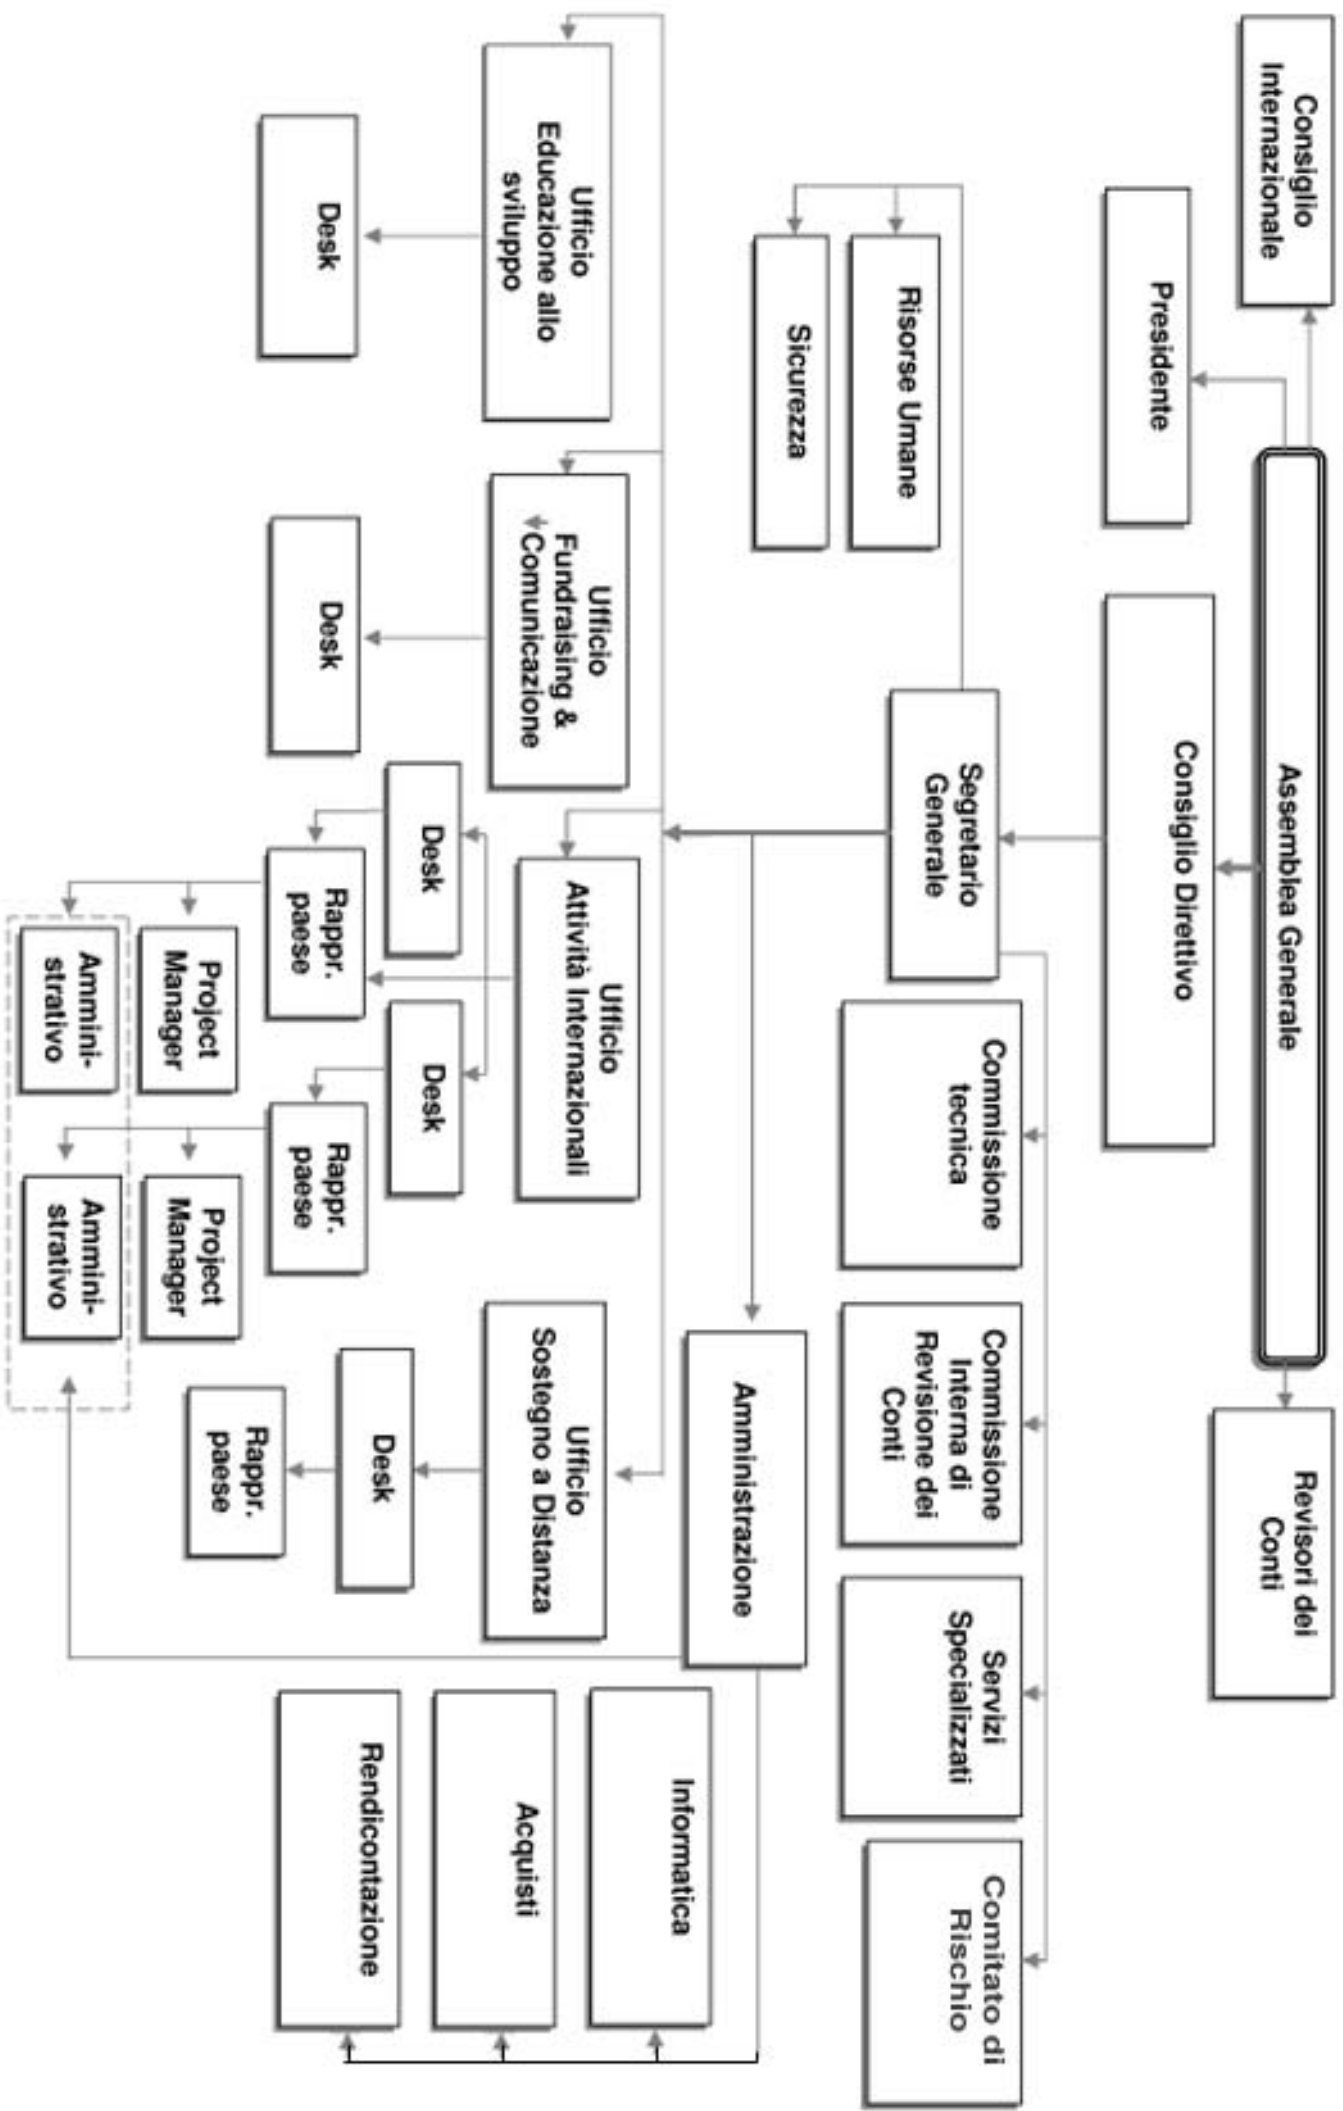 Consiglio
Internazionale
Assemblea Generale
Revisori dei
Conti
Presidente
Consiglio Direttivo
Segretario
Generale
Risorse Umane
Sicurezza
Commissione
tecnica
Commissione
Interna di
Revisione dei
Conti
Servizi
Specializzati
Comitato di
Rischio
Amministrazione
Ufficio
Educazione allo
sviluppo
Ufficio
Fundraising &
Comunicazione
Ufficio
Attività Internazionali
Ufficio
Sostegno a Distanza
Informatica
Acquisti
Rendicontazione
Desk
Desk
Desk
Desk
Desk
Rappr.
paese
Rappr.
paese
Rappr.
paese
Project
Manager
Project
Manager
Ammini-
strativo
Ammini-
strativo